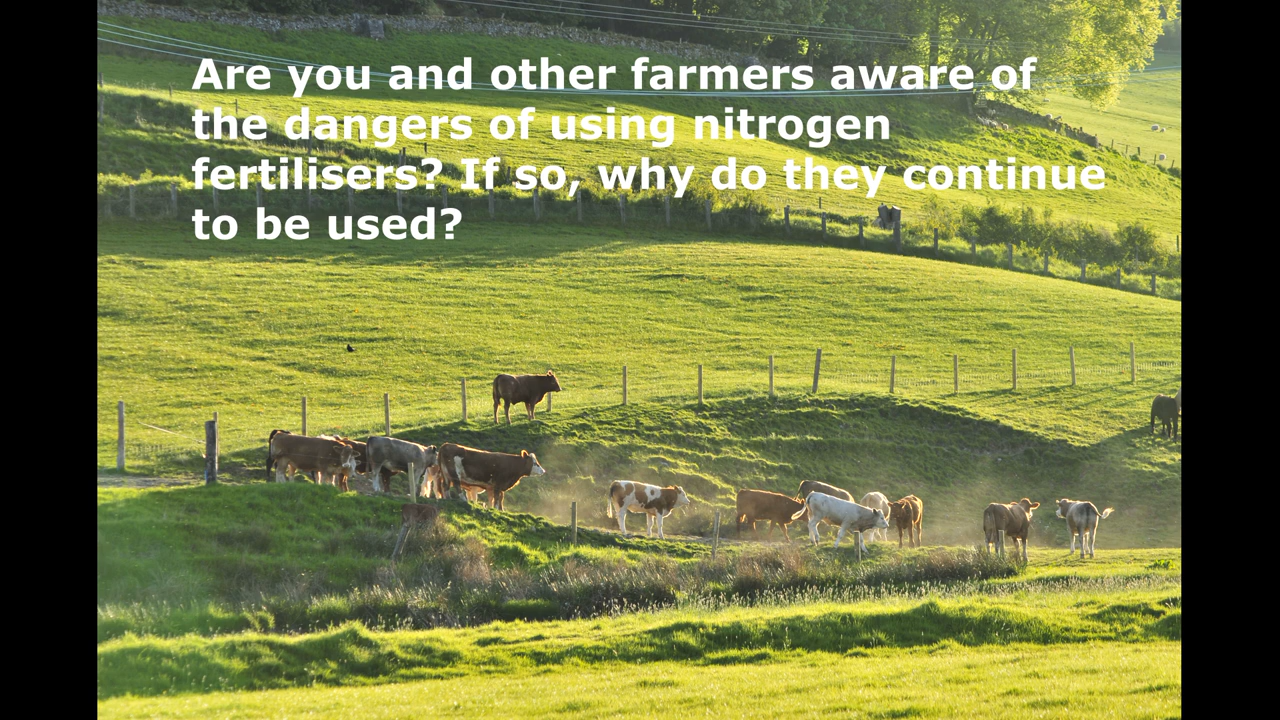 Are you and other farmers aware of
the dangers of using nitrogen
fertilisers? If so, why do they continue
to be used?